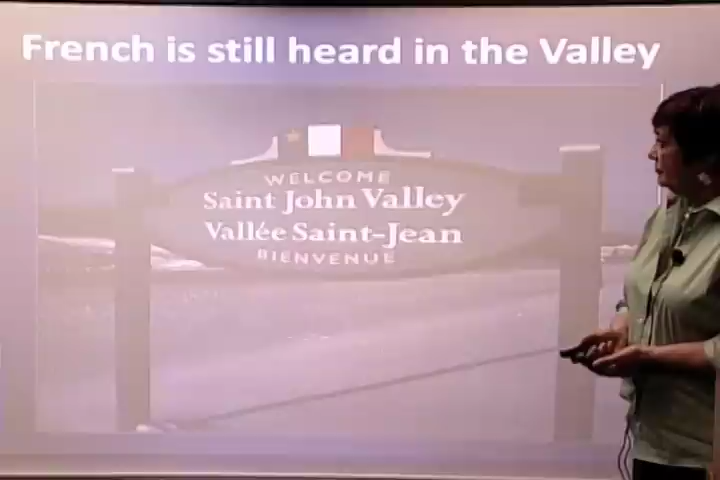 French is still heard in the Valley
WELCOME
Saint John Valley
Vallée Saint-Jean
BIENVENUE